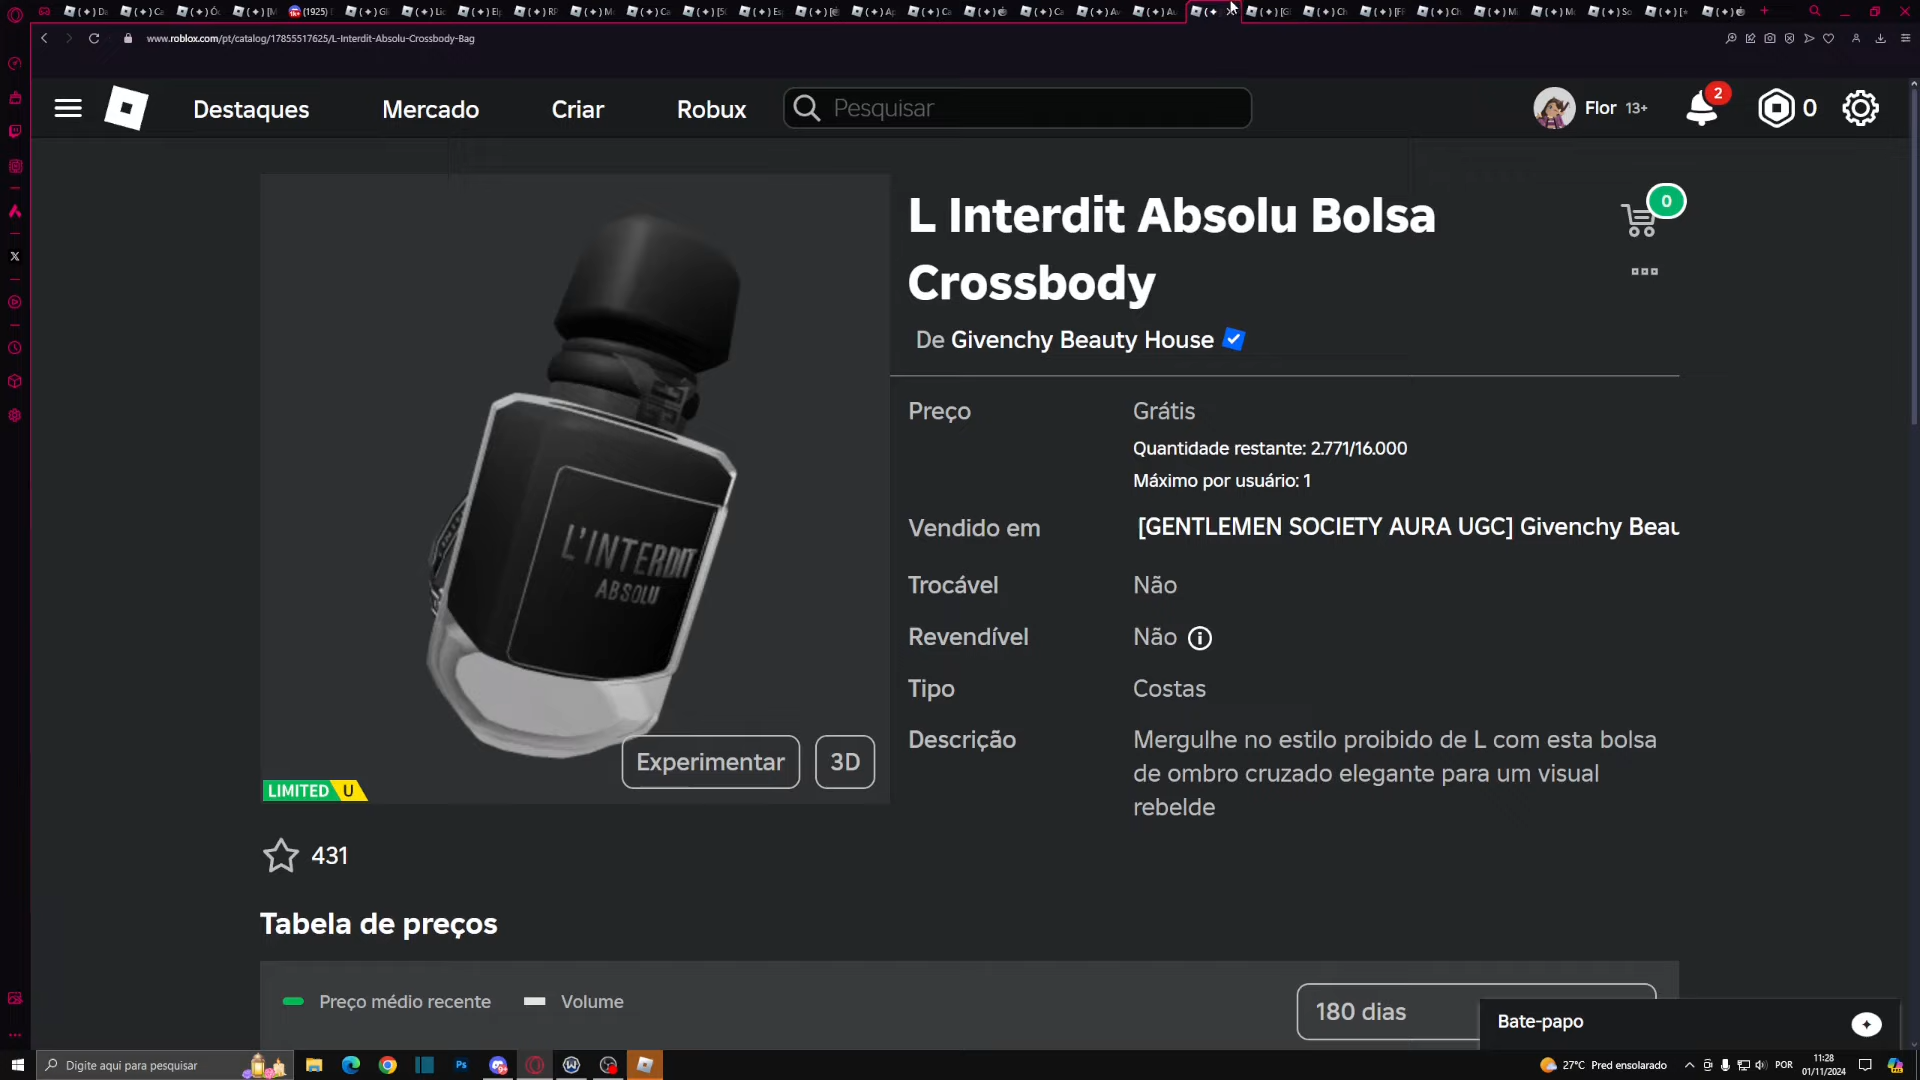 (1925)
www.roblox.com/pt/catalog/17855517625/L-Interdit-Absolu-Crossbody-Bag
Destaques
Mercado
Criar
Robux
Pesquisar
Flor 13+
2
0
L Interdit Absolu Bolsa
Crossbody
0
De Givenchy Beauty House
Preço
Grátis
Quantidade restante: 2.771/16.000
Máximo por usuário: 1
Vendido em
[GENTLEMEN SOCIETY AURA UGC] Givenchy Beau
Trocável
Não
Revendível
Não
Tipo
Costas
Descrição
Mergulhe no estilo proibido de L com esta bolsa
de ombro cruzado elegante para um visual
rebelde
L'INTERDIT
ABSOLU
Experimentar
3D
LIMITED U
431
Tabela de preços
Preço médio recente
Volume
180 dias
Bate-papo
Digite aqui para pesquisar
Ps
27°C Pred ensolarado
POR
11:28
01/11/2024